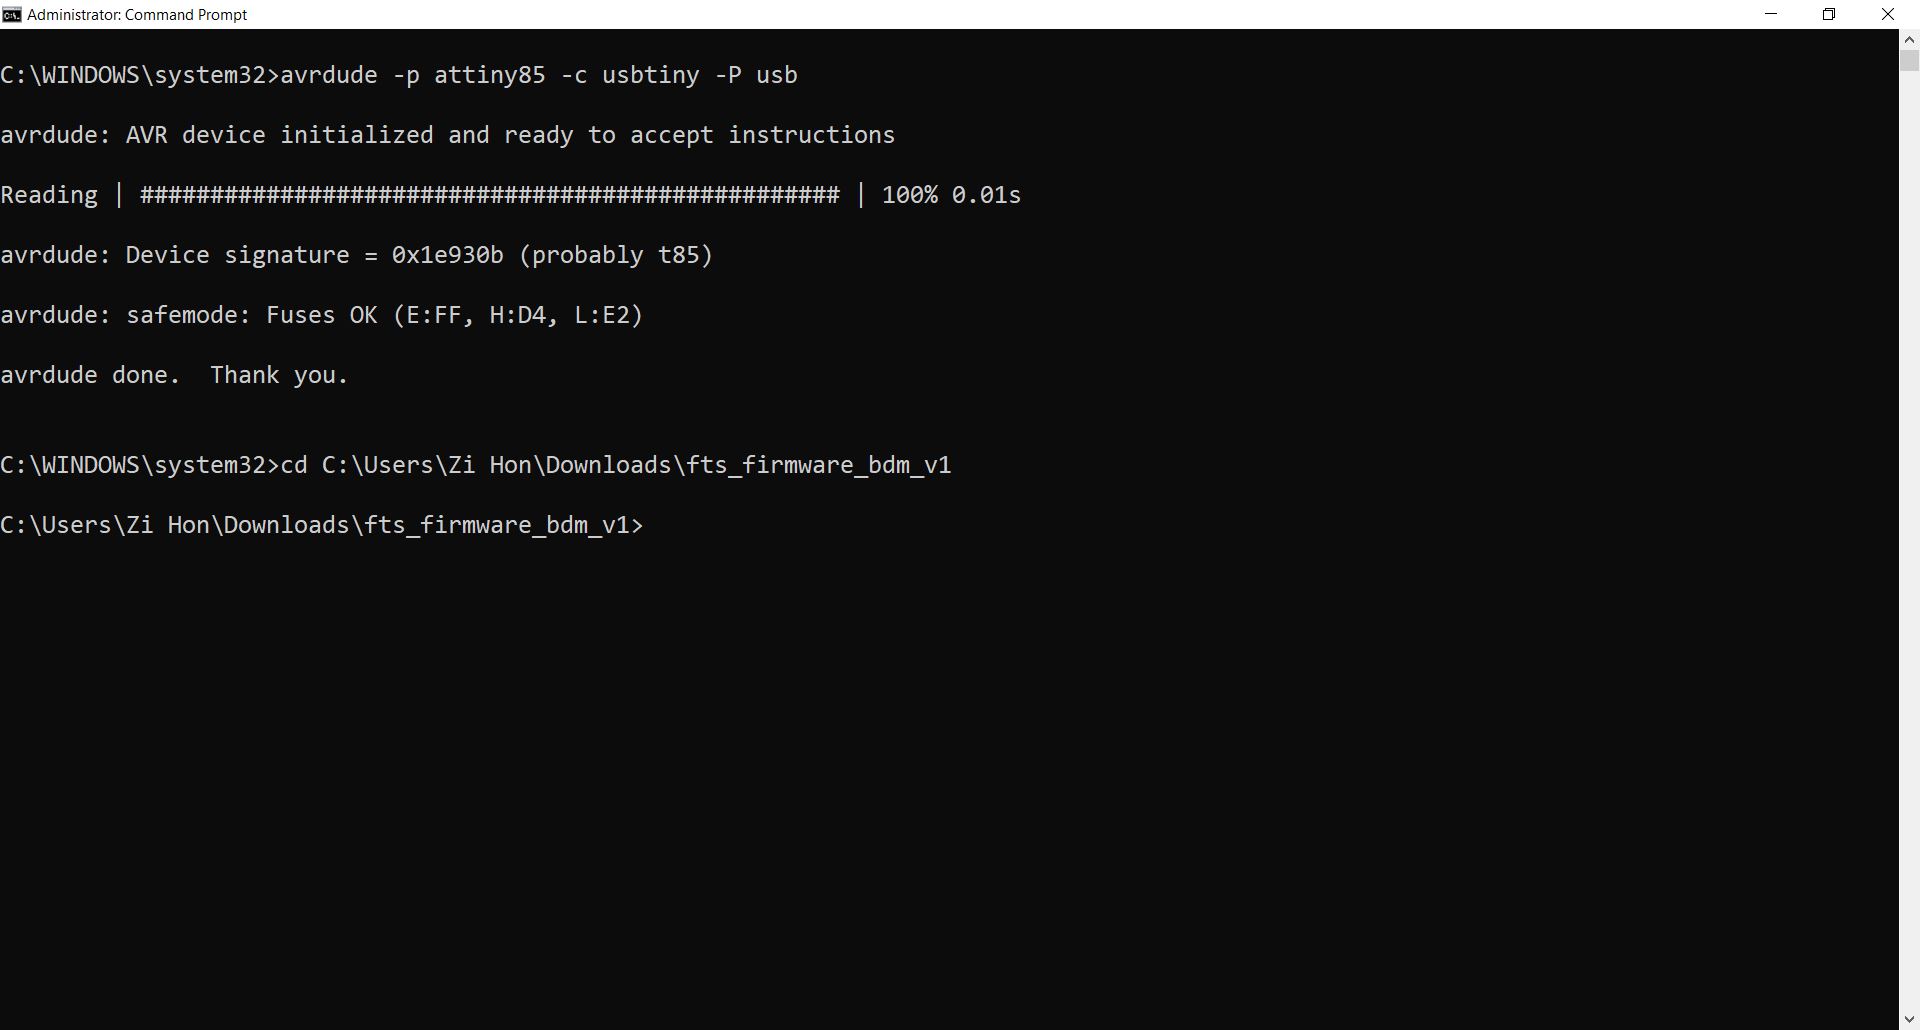 Administrator: Command Prompt
C:\WINDOWS\system32>avrdude -p attiny85 -c usbtiny -P usb
avrdude: AVR device initialized and ready to accept instructions
Reading | ################################################## | 100% 0.01s
avrdude: Device signature = 0x1e930b (probably t85)
avrdude: safemode: Fuses OK (E:FF, H:D4, L:E2)
avrdude done.  Thank you.
C:\WINDOWS\system32>cd C:\Users\Zi Hon\Downloads\fts_firmware_bdm_v1
C:\Users\Zi Hon\Downloads\fts_firmware_bdm_v1>